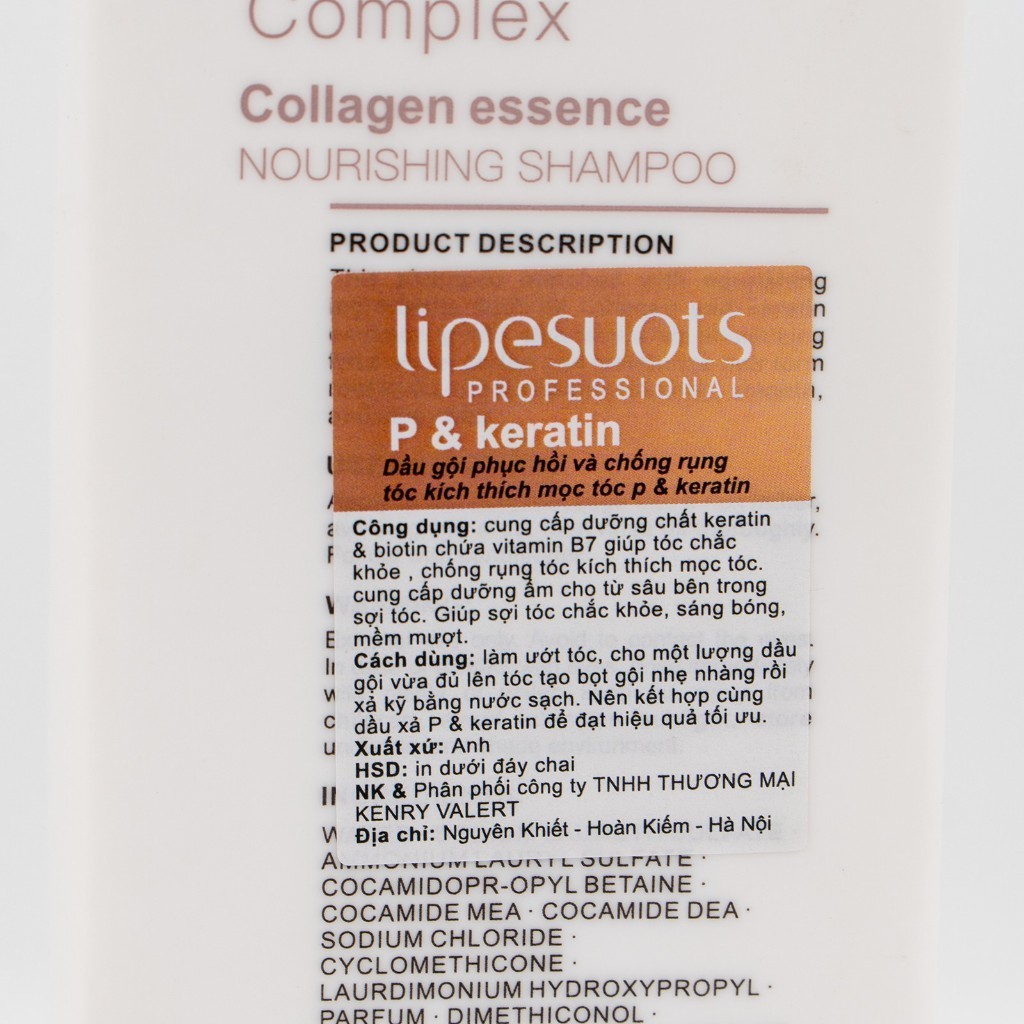 Complex
Collagen essence
NOURISHING SHAMPOO
PRODUCT DESCRIPTION
lipesuots
PROFESSIONAL
P & keratin
Dầu gội phục hồi và chống rụng
tóc kích thích mọc tóc p & keratin
Công dụng: cung cấp dưỡng chất keratin
& biotin chứa vitamin B7 giúp tóc chắc
khỏe , chống rụng tóc kích thích mọc tóc.
cung cấp dưỡng ẩm cho từ sâu bên trong
sợi tóc. Giúp sợi tóc chắc khỏe, sáng bóng,
mềm mượt.
Cách dùng: làm ướt tóc, cho một lượng dầu
gội vừa đủ lên tóc tạo bọt gội nhẹ nhàng rồi
xả kỹ bằng nước sạch. Nên kết hợp cùng
dầu xả P & keratin để đạt hiệu quả tối ưu.
Xuất xứ: Anh
HSD: in dưới đáy chai
NK & Phân phối công ty TNHH THƯƠNG MẠI
KENRY VALERT
Địa chỉ: Nguyên Khiết - Hoàn Kiếm - Hà Nội
AMMONIUM LAURYL SULFATE ·
COCAMIDOPR-OPYL BETAINE ·
COCAMIDE MEA · COCAMIDE DEA ·
SODIUM CHLORIDE ·
CYCLOMETHICONE ·
LAURDIMONIUM HYDROXYPROPYL ·
PARFUM · DIMETHICONOL ·